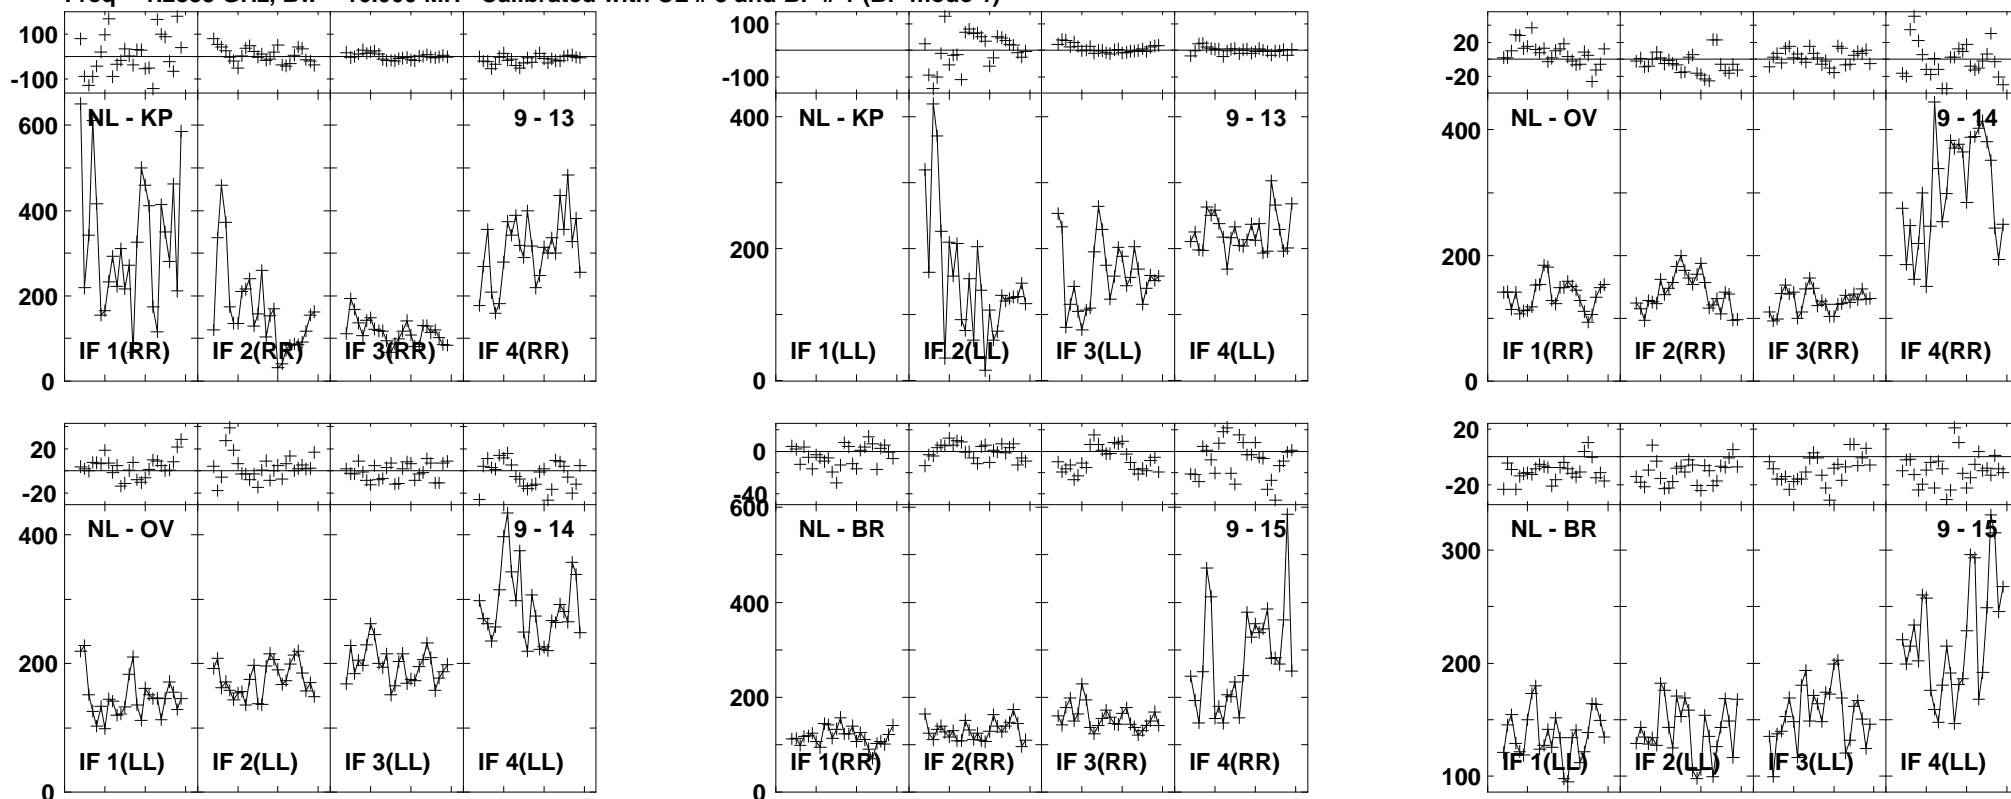 100
-100
600
400
200
0
NL - KP
9 - 13
IF 1(RR)
IF 2(RR)
IF 3(RR)
IF 4(RR)
100
-100
400
200
0
NL - KP
9 - 13
IF 1(LL)
IF 2(LL)
IF 3(LL)
IF 4(LL)
20
-20
400
200
0
NL - OV
9 - 14
IF 1(RR)
IF 2(RR)
IF 3(RR)
IF 4(RR)
20
-20
400
200
0
NL - OV
9 - 14
IF 1(LL)
IF 2(LL)
IF 3(LL)
IF 4(LL)
0
-40
600
400
200
0
NL - BR
9 - 15
IF 1(RR)
IF 2(RR)
IF 3(RR)
IF 4(RR)
20
-20
300
200
100
NL - BR
9 - 15
IF 1(LL)
IF 2(LL)
IF 3(LL)
IF 4(LL)